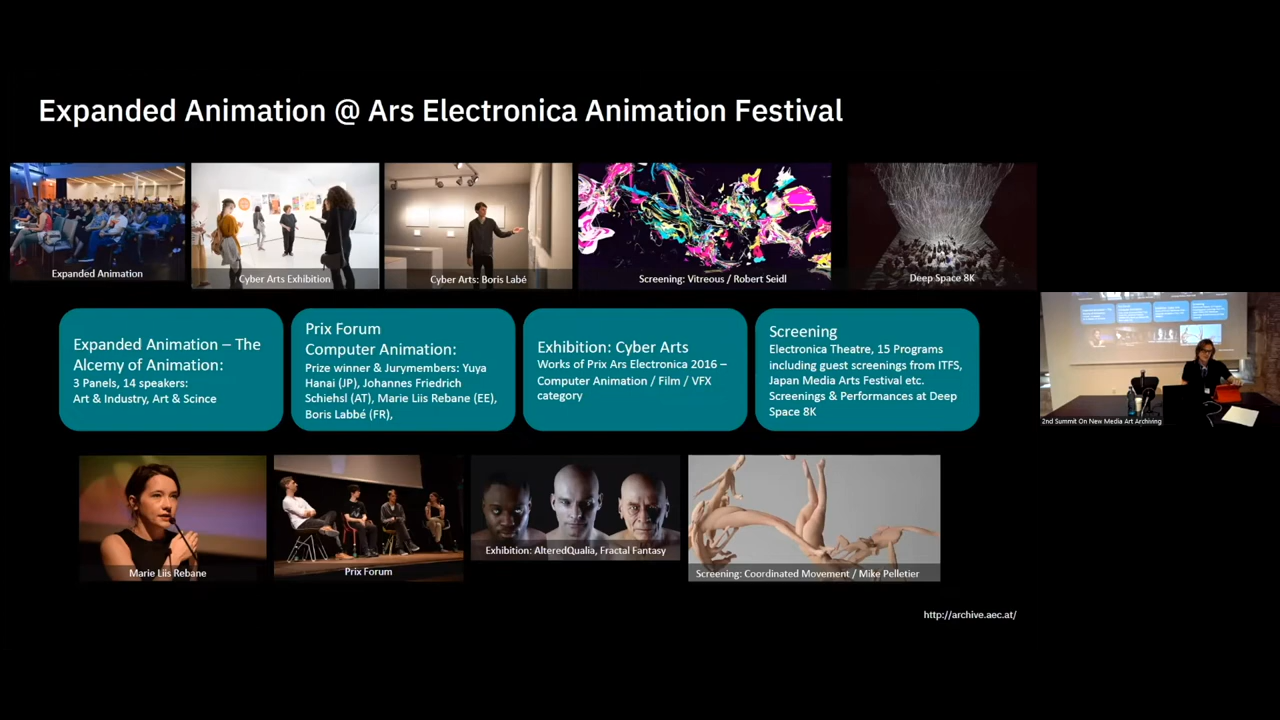 Expanded Animation @ Ars Electronica Animation Festival
Expanded Animation
Cyber Arts Exhibition
Cyber Arts: Boris Labé
Screening: Vitreous / Robert Seidl
Deep Space 8K
Expanded Animation – The
Alcemy of Animation:
3 Panels, 14 speakers:
Art & Industry, Art & Scince
Prix Forum
Computer Animation:
Prize winner & Jurymembers: Yuya
Hanai (JP), Johannes Friedrich
Schiehsl (AT), Marie Liis Rebane (EE),
Boris Labbé (FR),
Exhibition: Cyber Arts
Works of Prix Ars Electronica 2016 –
Computer Animation / Film / VFX
category
Screening
Electronica Theatre, 15 Programs
including guest screenings from ITFS,
Japan Media Arts Festival etc.
Screenings & Performances at Deep
Space 8K
2nd Summit On New Media Art Archiving
Marie Liis Rebane
Prix Forum
Exhibition: AlteredQualia, Fractal Fantasy
Screening: Coordinated Movement / Mike Pelletier
http://archive.aec.at/